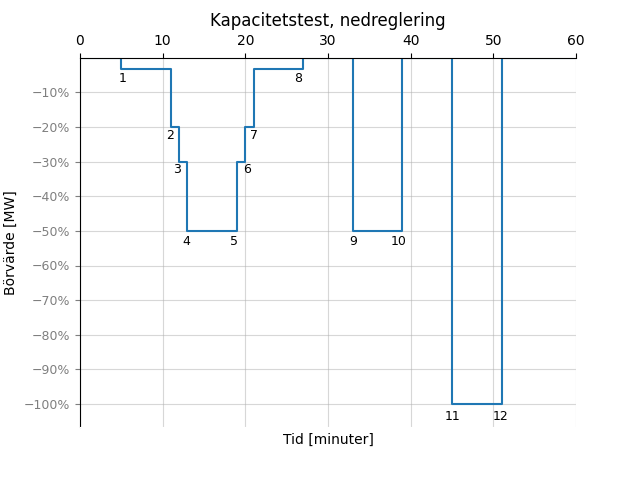 Kapacitetstest, nedreglering
0 10 20 30 40 50 60
1 8
−10%
−20%
2 7
−30%
3 6
−40%
−50%
4 5 9 10
−60%
−70%
−80%
−90%
−100%
11 12
Börvärde [MW]
Tid [minuter]